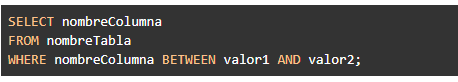 SELECT nombreColumna
FROM nombreTabla
WHERE nombreColumna BETWEEN valor1 AND valor2;